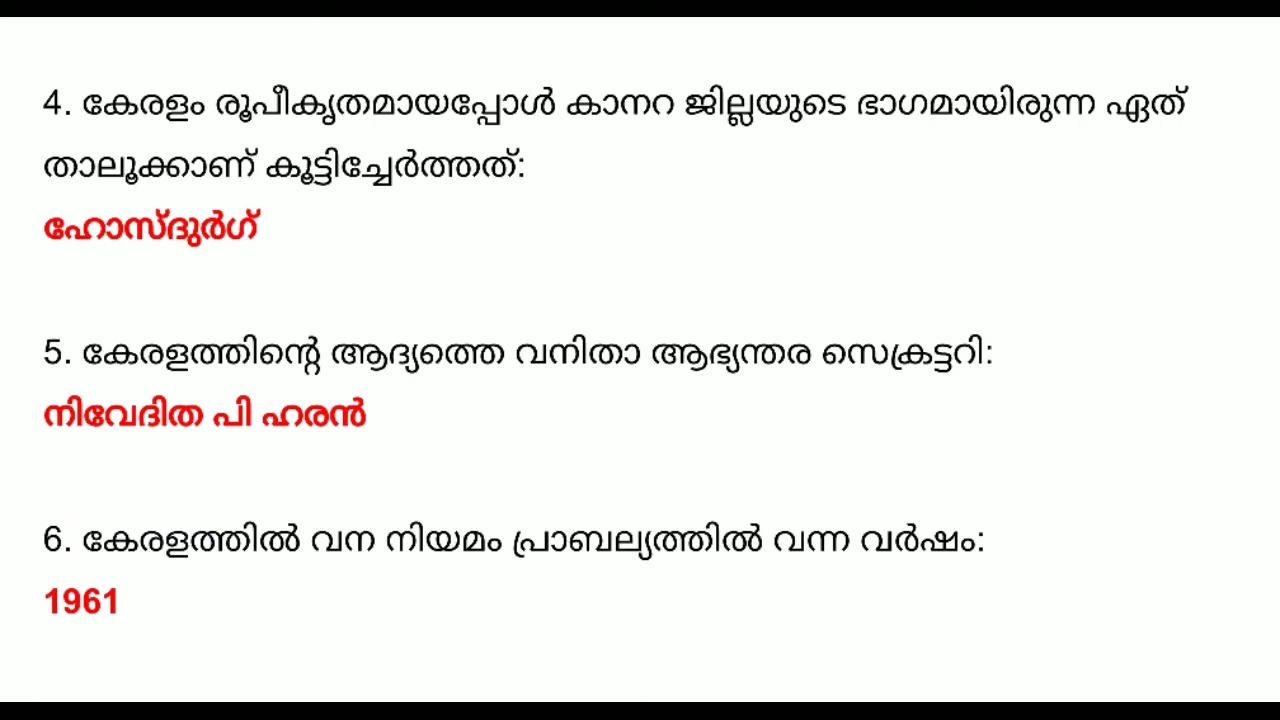 4. കേരളം രൂപീകൃതമായപ്പോൾ കാനറ ജില്ലയുടെ ഭാഗമായിരുന്ന ഏത്
താലൂക്കാണ് കൂട്ടിച്ചേർത്തത്:
ഹോസ്ദുർഗ്
5. കേരളത്തിന്റെ ആദ്യത്തെ വനിതാ ആഭ്യന്തര സെക്രട്ടറി:
നിവേദിത പി ഹരൻ
6. കേരളത്തിൽ വന നിയമം പ്രാബല്യത്തിൽ വന്ന വർഷം:
1961